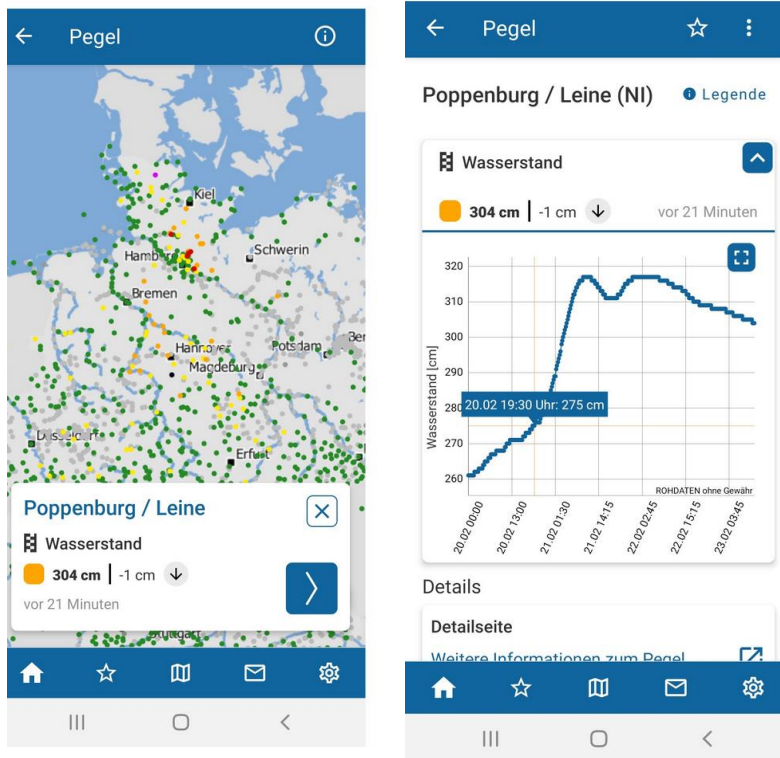 Pegel
Kiel
Schwerin
Hamb
Bremen
Hannover
Potsdam
Ber
Magdeburg
Düsseldorf
Erfurt
Poppenburg / Leine
Wasserstand
304 cm | -1 cm
vor 21 Minuten
Stuttgart
Pegel
Poppenburg / Leine (NI)
Legende
Wasserstand
304 cm | -1 cm
vor 21 Minuten
Wasserstand [cm]
320
310
300
290
280
270
260
20.02 19:30 Uhr: 275 cm
ROHDATEN ohne Gewähr
20.02 00:00
20.02 13:00
21.02 01:30
21.02 14:15
22.02 02:45
22.02 15:15
23.02 03:45
Details
Detailseite
Weitere Informationen zum Pegel